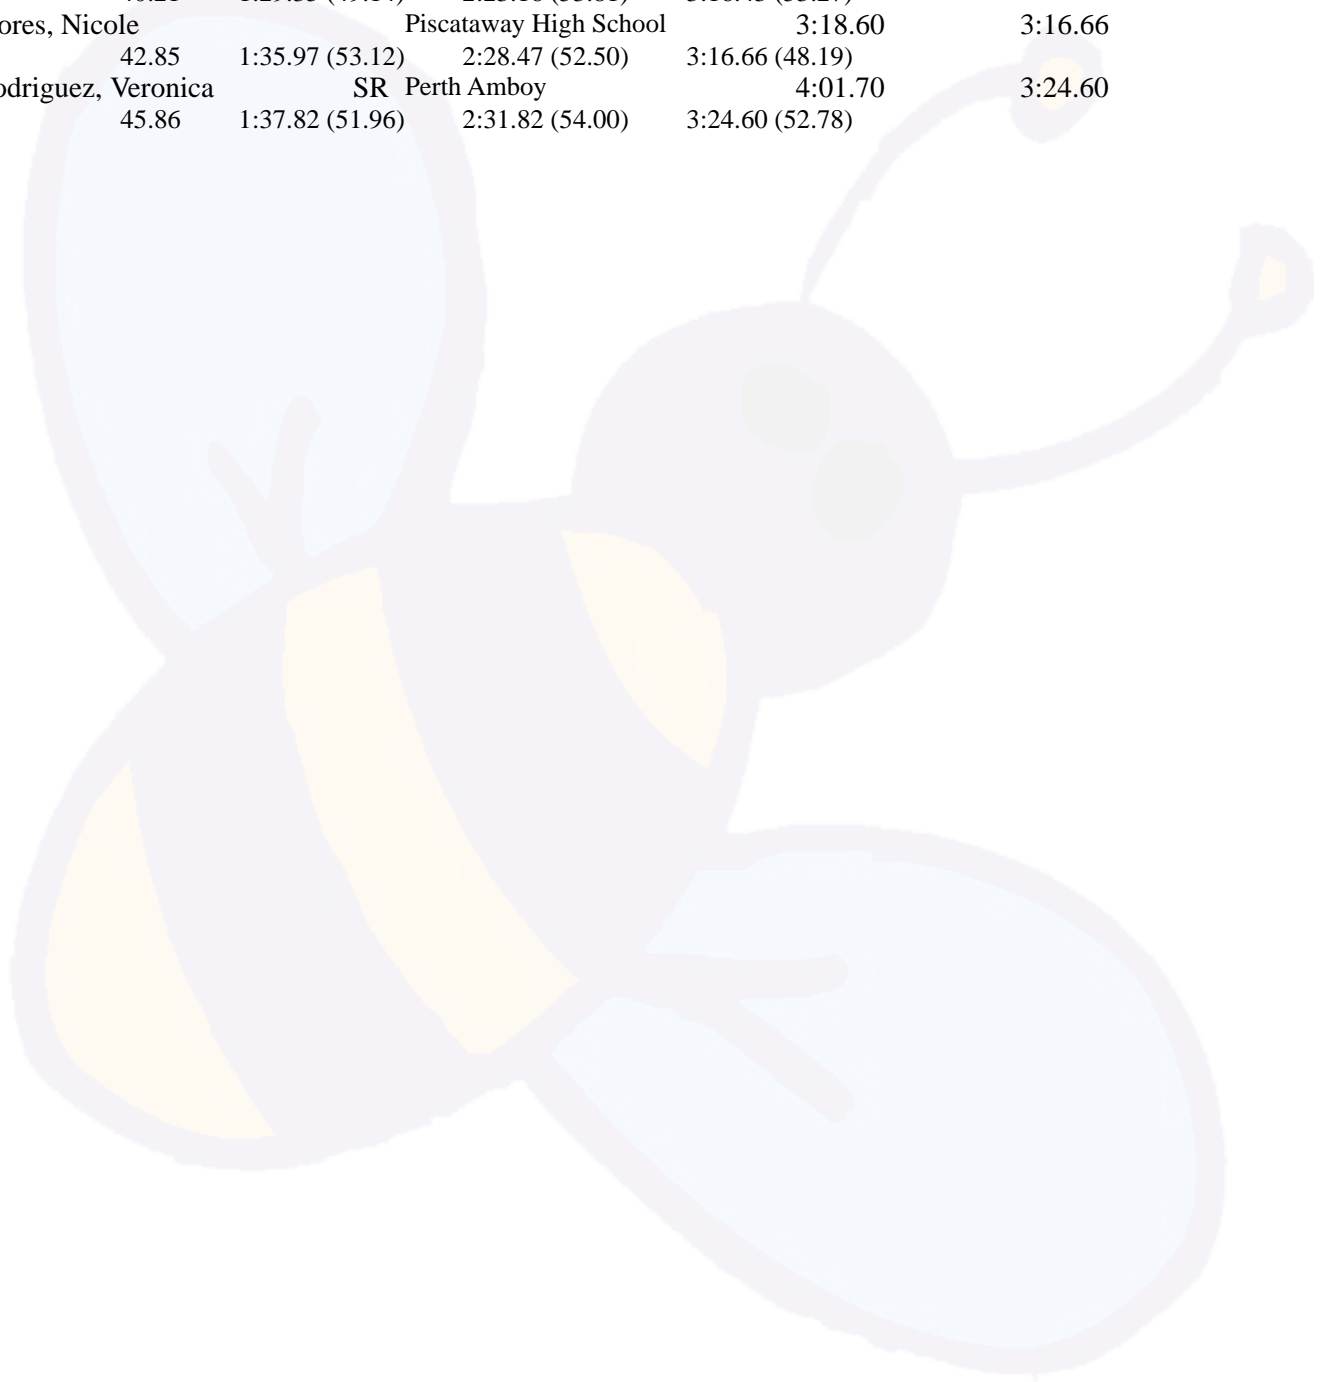 ores, Nicole Piscataway High School 3:18.60 3:16.66
42.85 1:35.97 (53.12) 2:28.47 (52.50) 3:16.66 (48.19)
odriguez, Veronica SR Perth Amboy 4:01.70 3:24.60
45.86 1:37.82 (51.96) 2:31.82 (54.00) 3:24.60 (52.78)